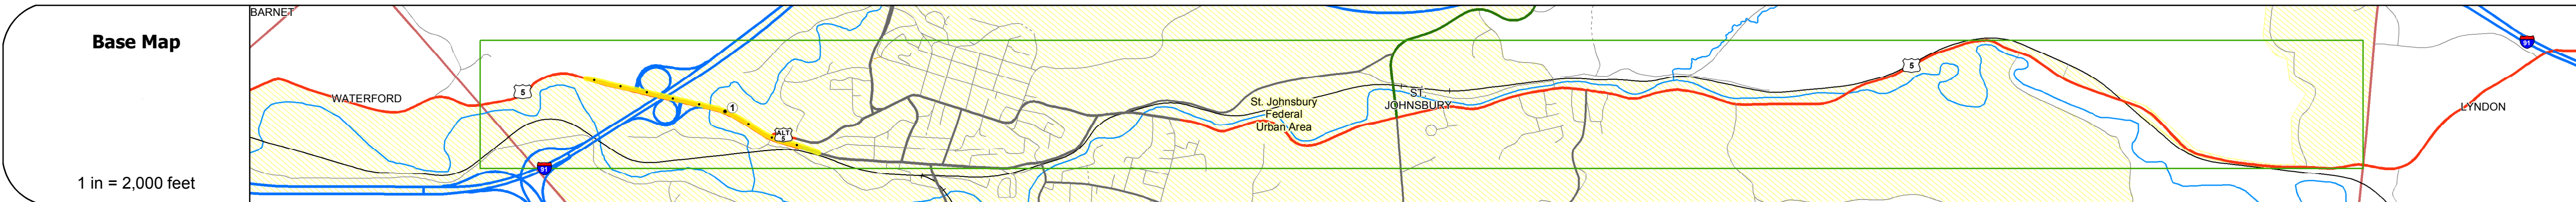 BARNET
Base Map
1 in = 2,000 feet
WATERFORD
5
91
1
ALT
5
St. Johnsbury
Federal
Urban Area
ST.
JOHNSBURY
5
LYNDON
91